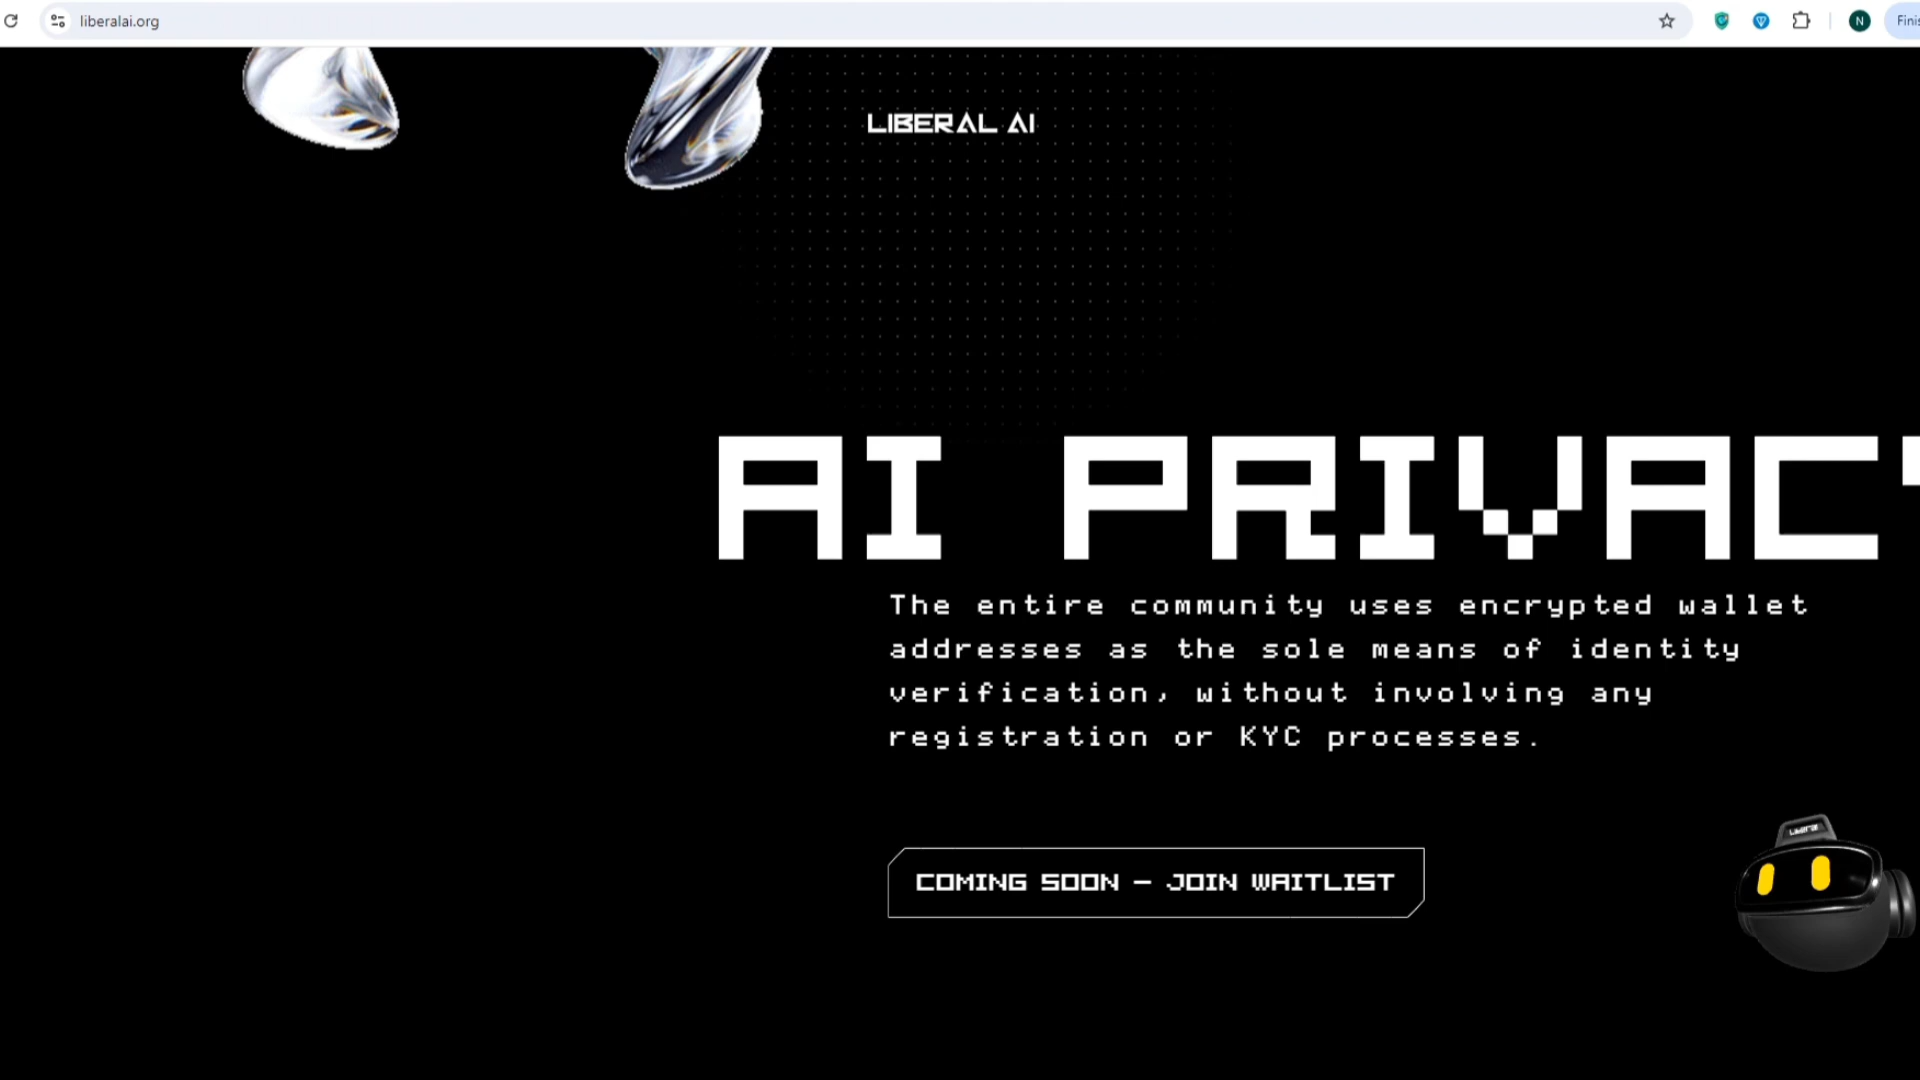 liberalai.org
N
LIBERAL AI
AI PRIVAC
The entire community uses encrypted wallet
addresses as the sole means of identity
verification, without involving any
registration or KYC processes.
Liberal
COMING SOON — JOIN WAITLIST